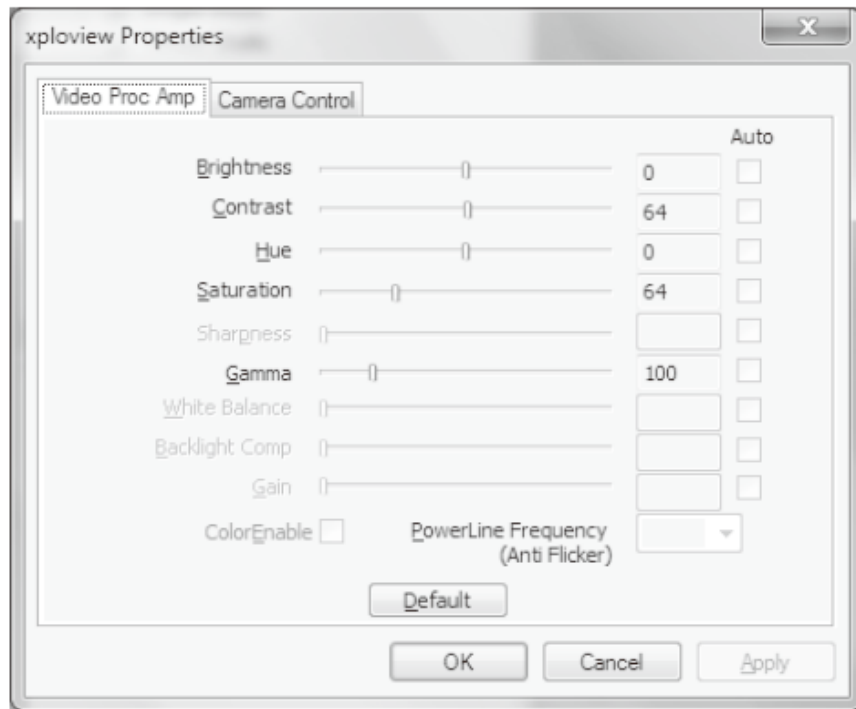 xploview Properties
X
Video Proc Amp Camera Control
Auto
Brightness 0
Contrast 64
Hue 0
Saturation 64
Sharpness
Gamma 100
White Balance
Backlight Comp
Gain
ColorEnable PowerLine Frequency
(Anti Flicker)
Default
OK Cancel Apply